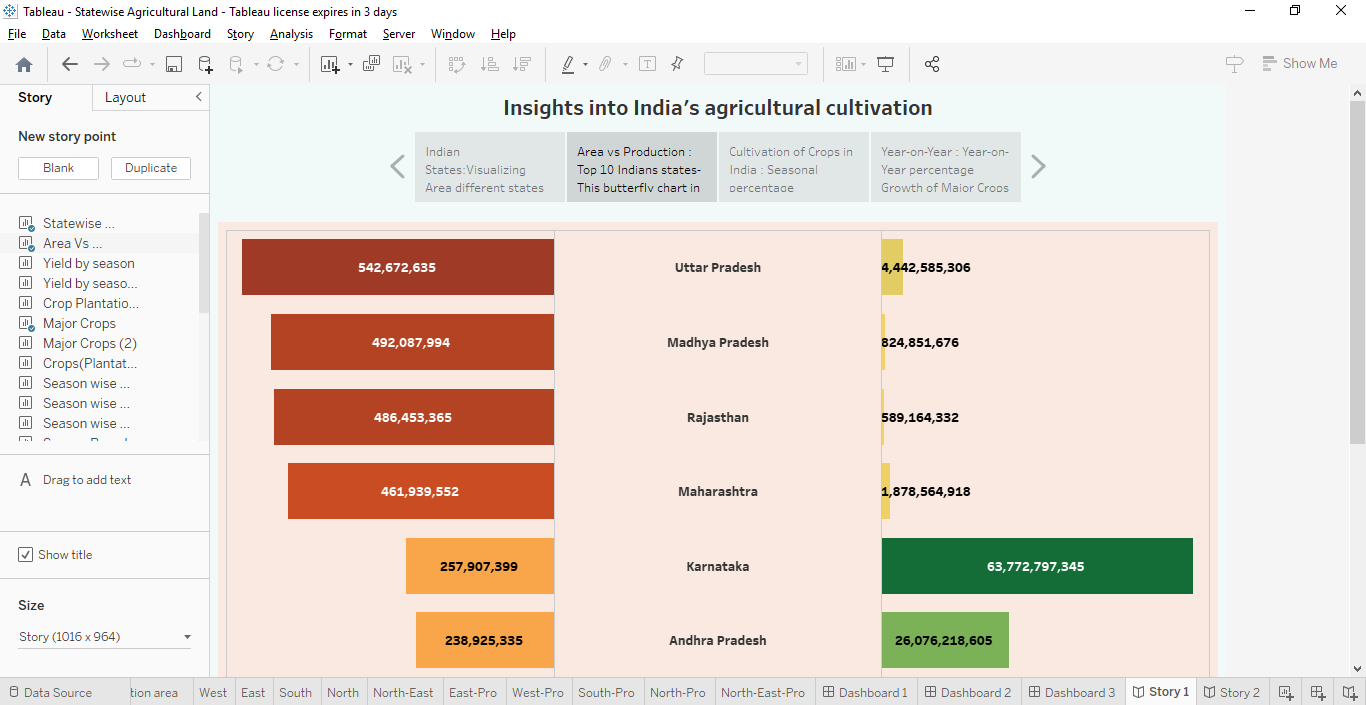 Tableau - Statewise Agricultural Land - Tableau license expires in 3 days
File Data Worksheet Dashboard Story Analysis Format Server Window Help
Show Me
Story Layout
New story point
Blank Duplicate
Statewise ...
Area Vs ...
Yield by season
Yield by seaso...
Crop Plantatio...
Major Crops
Major Crops (2)
Crops(Plantat...
Season wise ...
Season wise ...
Season wise ...
A Drag to add text
Show title
Size
Story (1016 x 964)
Insights into India's agricultural cultivation
Indian
States:Visualizing
Area different states
Area vs Production :
Top 10 Indians states-
This butterfly chart in
Cultivation of Crops in
India : Seasonal
percentage
Year-on-Year : Year-on-
Year percentage
Growth of Major Crops
542,672,635 Uttar Pradesh 4,442,585,306
492,087,994 Madhya Pradesh 824,851,676
486,453,365 Rajasthan 589,164,332
461,939,552 Maharashtra 1,878,564,918
257,907,399 Karnataka 63,772,797,345
238,925,335 Andhra Pradesh 26,076,218,605
Data Source tion area West East South North North-East East-Pro West-Pro South-Pro North-Pro North-East-Pro Dashboard 1 Dashboard 2 Dashboard 3 Story 1 Story 2